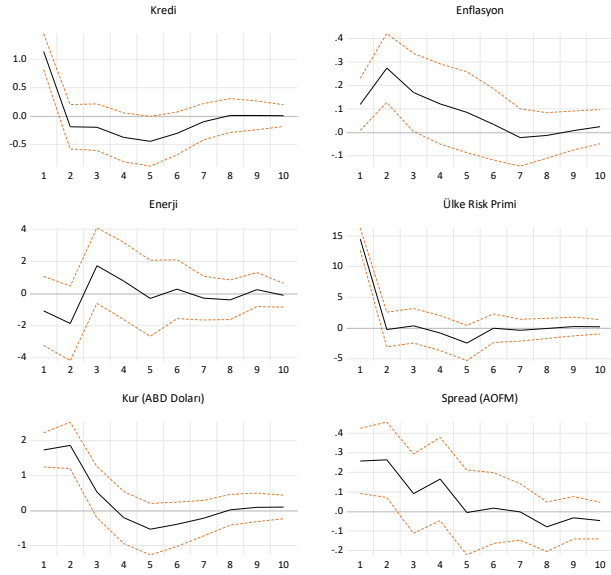 Kredi
1.0
0.5
0.0
-0.5
1 2 3 4 5 6 7 8 9 10
Enflasyon
.4
.3
.2
.1
.0
-.1
1 2 3 4 5 6 7 8 9 10
Enerji
4
2
0
-2
-4
1 2 3 4 5 6 7 8 9 10
Ülke Risk Primi
15
10
5
0
-5
1 2 3 4 5 6 7 8 9 10
Kur (ABD Doları)
2
1
0
-1
1 2 3 4 5 6 7 8 9 10
Spread (AOFM)
.4
.3
.2
.1
.0
-.1
-.2
1 2 3 4 5 6 7 8 9 10